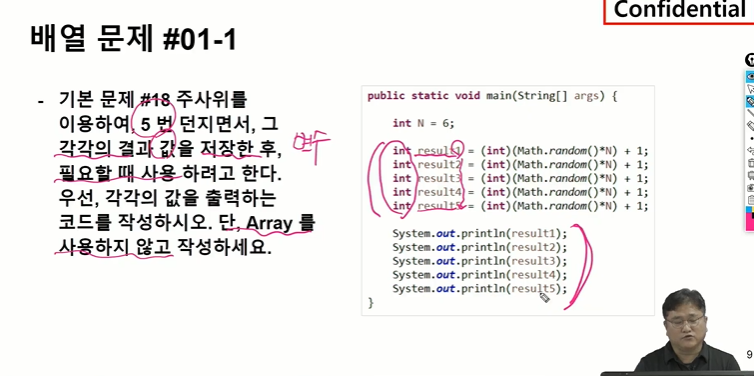 Confidential
배열 문제 #01-1
- 기본 문제 #18 주사위를
이용하여, 5 번 던지면서, 그
각각의 결과 값을 저장한 후,
필요할 때 사용 하려고 한다.
우선, 각각의 값을 출력하는
코드를 작성하시오. 단, Array 를
사용하지 않고 작성하세요.
변수
public static void main(String[] args) {
int N = 6;
int result1 = (int)(Math.random()*N) + 1;
int result2 = (int)(Math.random()*N) + 1;
int result3 = (int)(Math.random()*N) + 1;
int result4 = (int)(Math.random()*N) + 1;
int result5 = (int)(Math.random()*N) + 1;
System.out.println(result1);
System.out.println(result2);
System.out.println(result3);
System.out.println(result4);
System.out.println(result5);
}
9